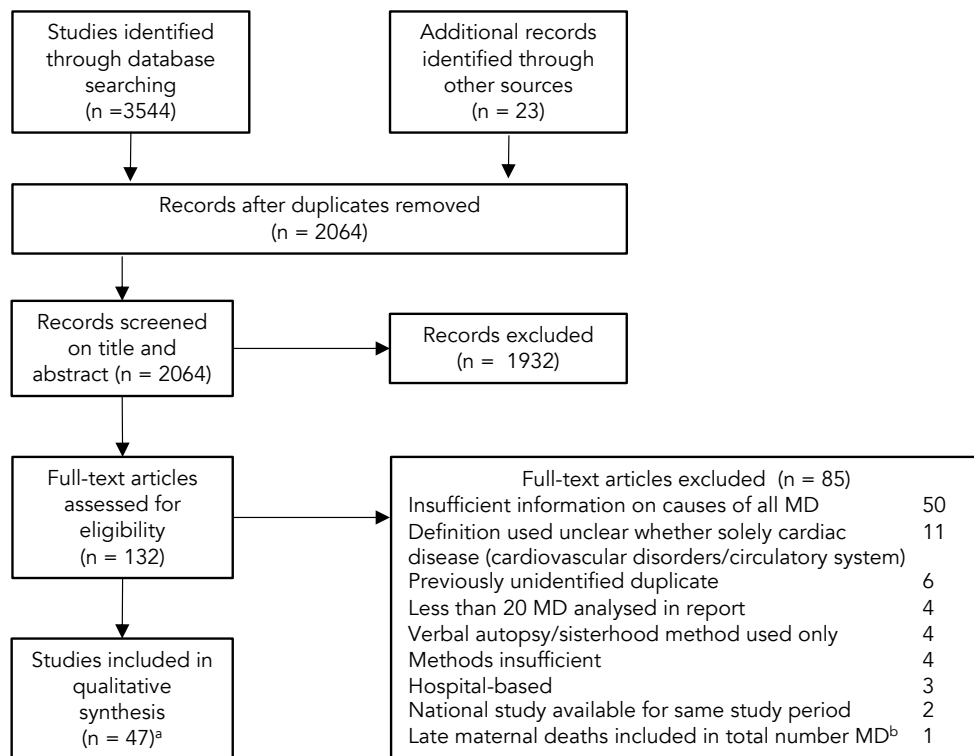 Studies identified
through database
searching
(n =3544)
Additional records
identified through
other sources
(n = 23)
Records after duplicates removed
(n = 2064)
Records screened
on title and
abstract (n = 2064)
Records excluded
(n = 1932)
Full-text articles
assessed for
eligibility
(n = 132)
Full-text articles excluded (n = 85)
Insufficient information on causes of all MD 50
Definition used unclear whether solely cardiac 11
disease (cardiovascular disorders/circulatory system)
Previously unidentified duplicate 6
Less than 20 MD analysed in report 4
Verbal autopsy/sisterhood method used only 4
Methods insufficient 4
Hospital-based 3
National study available for same study period 2
Late maternal deaths included in total number MDᵇ 1
Studies included in
qualitative
synthesis
(n = 47)ᵃ